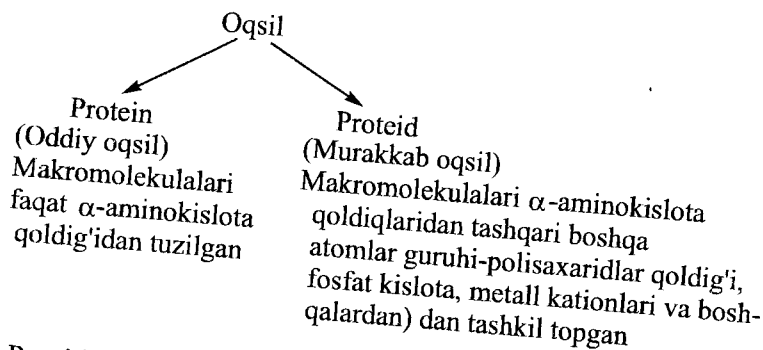 Oqsil
Protein
(Oddiy oqsil)
Makromolekulalari
faqat α-aminokislota
qoldig'idan tuzilgan
Proteid
(Murakkab oqsil)
Makromolekulalari α-aminokislota
qoldiqlaridan tashqari boshqa
atomlar guruhi-polisaxaridlar qoldig'i,
fosfat kislota, metall kationlari va bosh-
qalardan) dan tashkil topgan